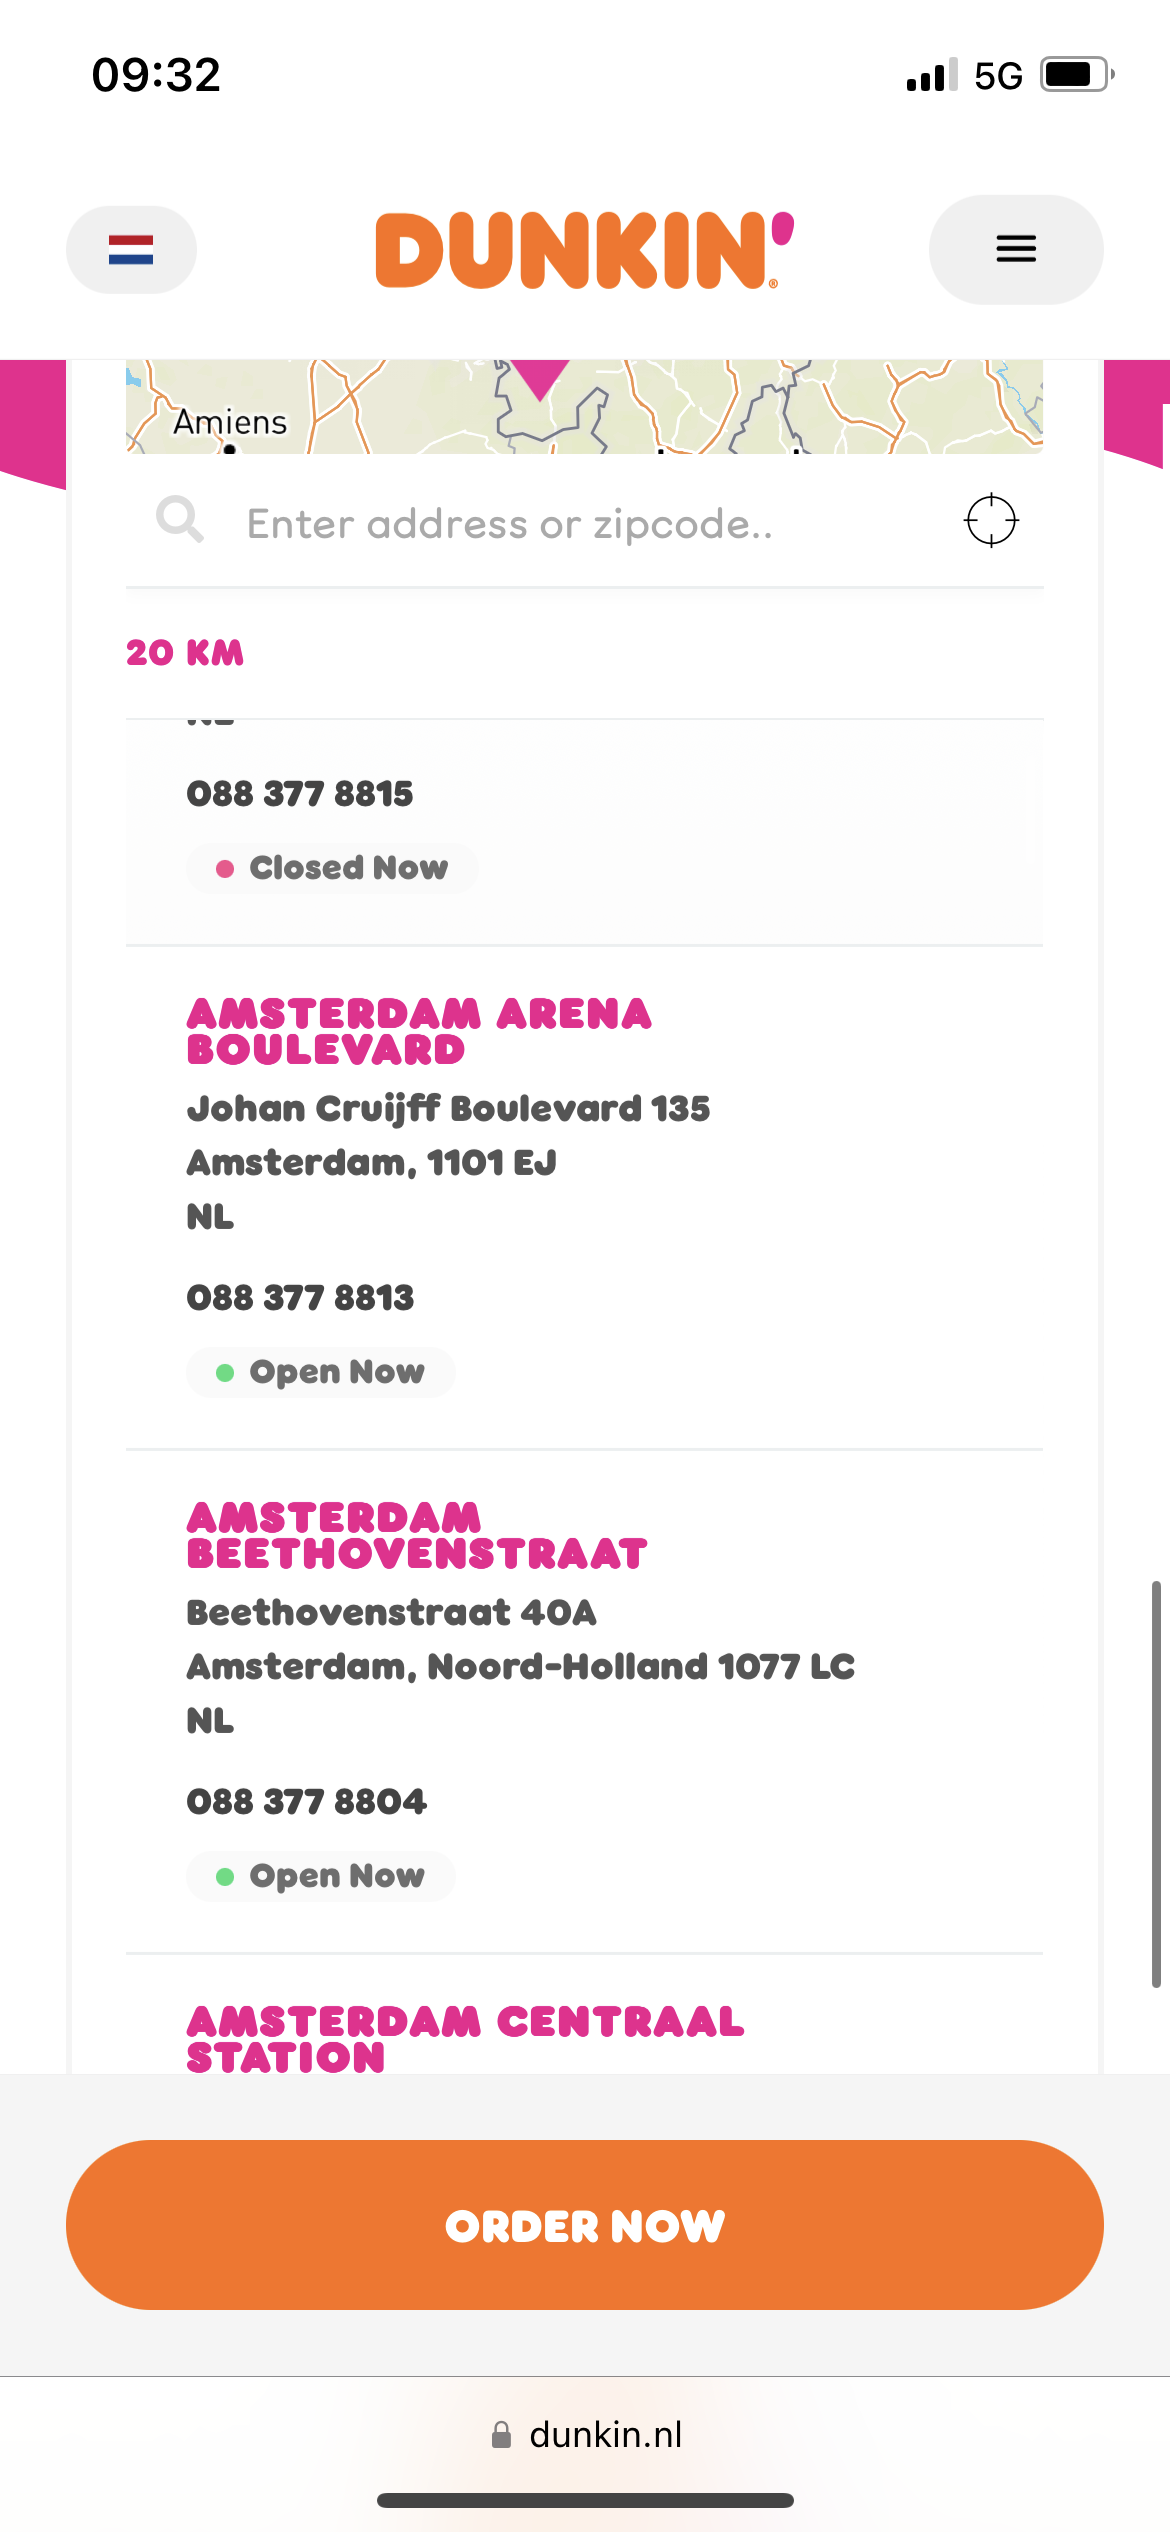 09:32
5G
DUNKIN'
Amiens
Enter address or zipcode..
20 KM
NL
088 377 8815
Closed Now
AMSTERDAM ARENA
BOULEVARD
Johan Cruijff Boulevard 135
Amsterdam, 1101 EJ
NL
088 377 8813
Open Now
AMSTERDAM
BEETHOVENSTRAAT
Beethovenstraat 40A
Amsterdam, Noord-Holland 1077 LC
NL
088 377 8804
Open Now
AMSTERDAM CENTRAAL
STATION
ORDER NOW
dunkin.nl